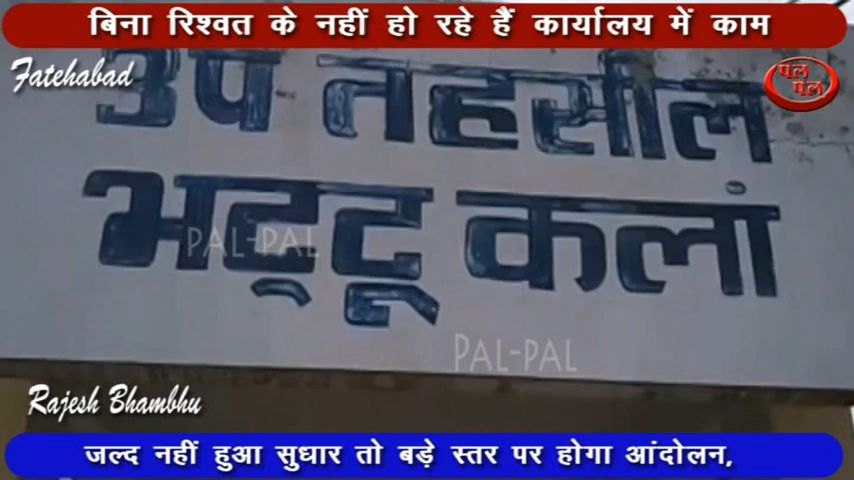 बिना रिश्वत के नहीं हो रहे हैं कार्यालय में काम
Fatehabad
पल पल
उप तहसील
भट्टू कलां
PAL-PAL
PAL-PAL
Rajesh Bhambhu
जल्द नहीं हुआ सुधार तो बड़े स्तर पर होगा आंदोलन,